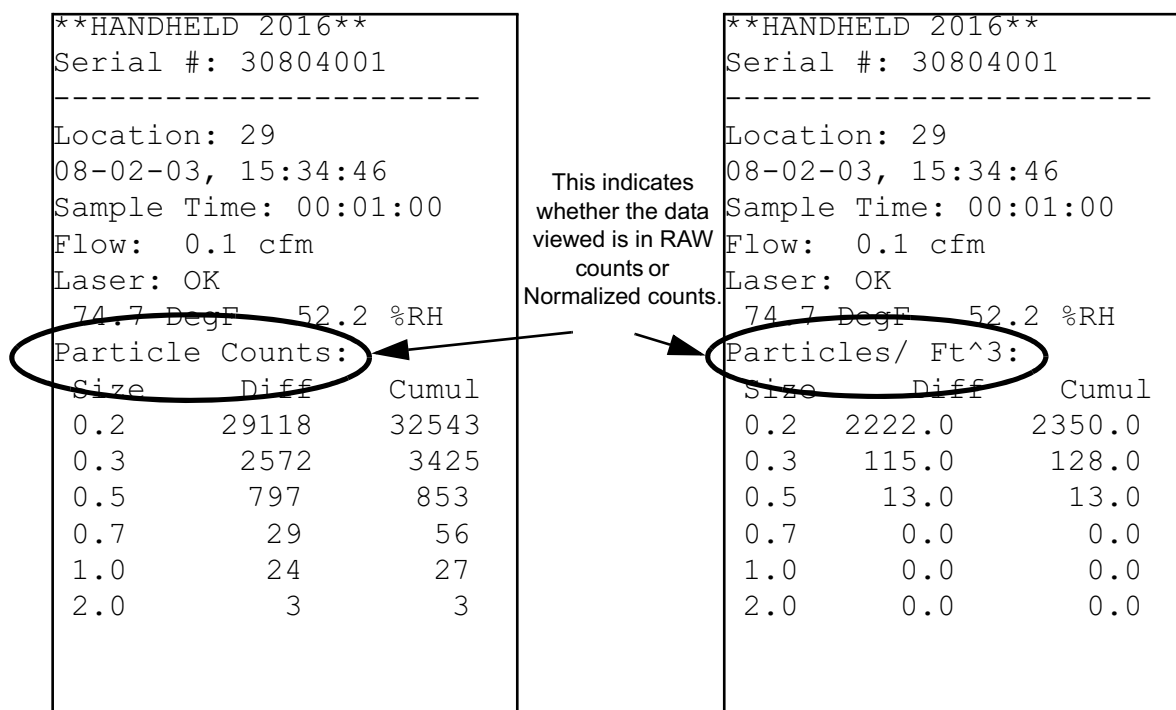 **HANDHELD 2016**
Serial #: 30804001
-----------------------
Location: 29
08-02-03, 15:34:46
Sample Time: 00:01:00
Flow:  0.1 cfm
Laser: OK
74.7 DegF   52.2 %RH
Particle Counts:
Size     Diff    Cumul
0.2     29118    32543
0.3      2572     3425
0.5      797      853
0.7       29       56
1.0       24       27
2.0        3        3
This indicates
whether the data
viewed is in RAW
counts or
Normalized counts.
**HANDHELD 2016**
Serial #: 30804001
-----------------------
Location: 29
08-02-03, 15:34:46
Sample Time: 00:01:00
Flow:  0.1 cfm
Laser: OK
74.7 DegF   52.2 %RH
Particles/ Ft^3:
Size     Diff    Cumul
0.2  2222.0    2350.0
0.3   115.0     128.0
0.5    13.0      13.0
0.7     0.0       0.0
1.0     0.0       0.0
2.0     0.0       0.0